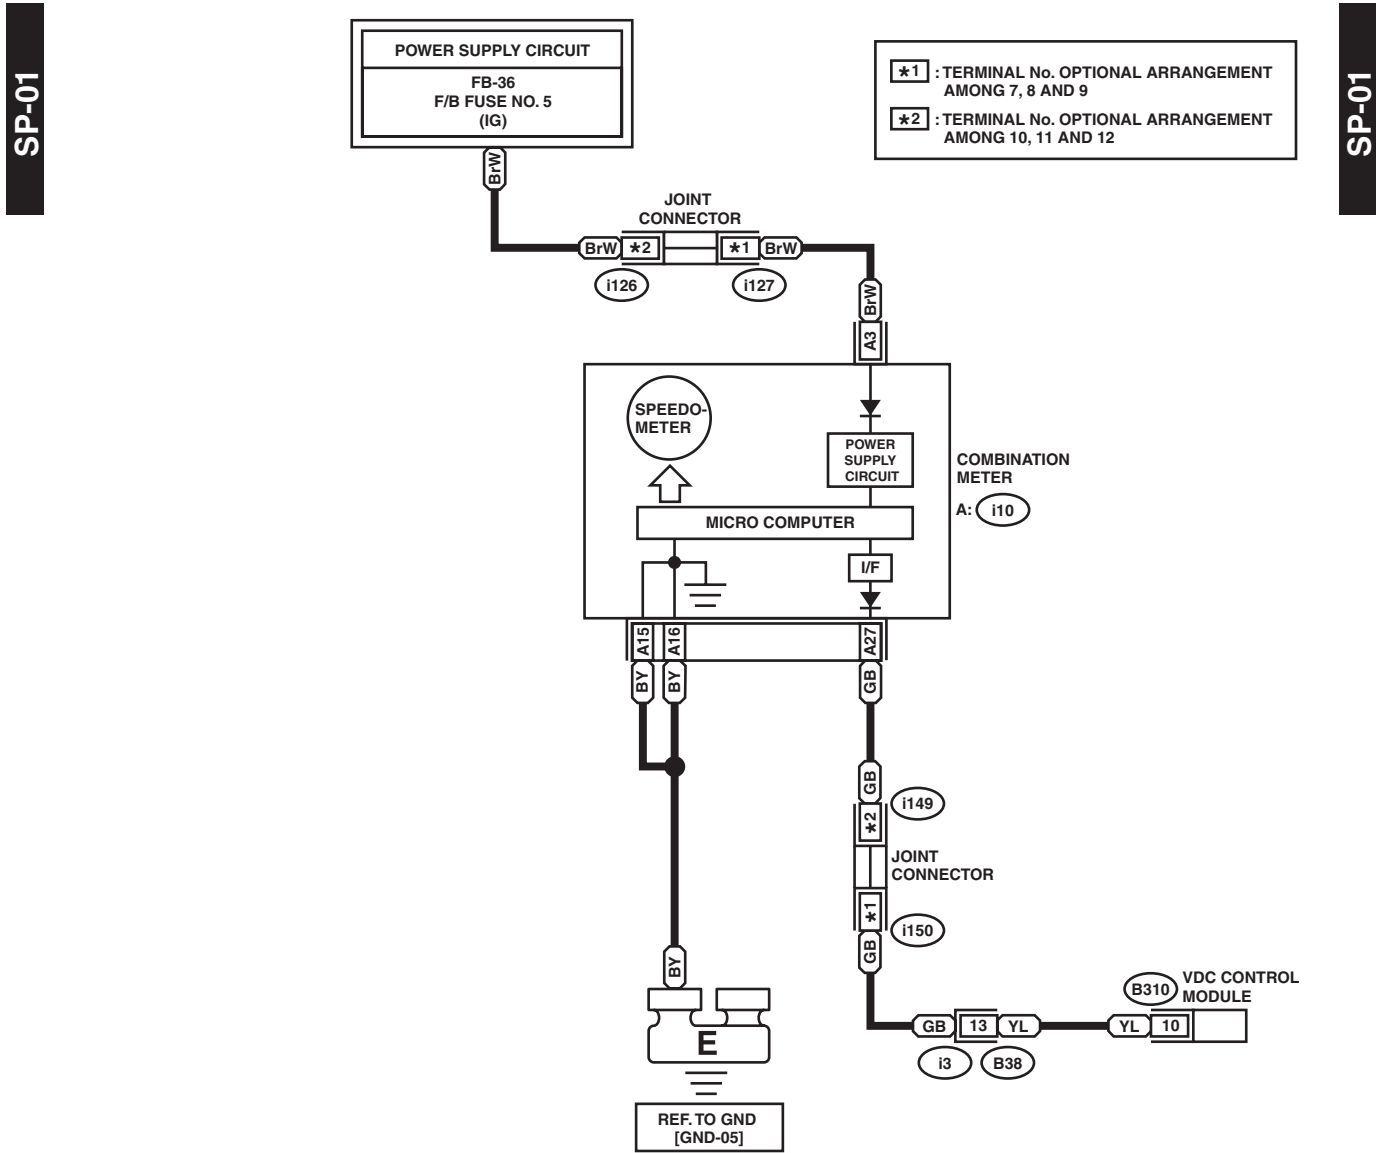 SP-01
SP-01
POWER SUPPLY CIRCUIT
FB-36
F/B FUSE NO. 5
(IG)
*1 : TERMINAL No. OPTIONAL ARRANGEMENT
AMONG 7, 8 AND 9
*2 : TERMINAL No. OPTIONAL ARRANGEMENT
AMONG 10, 11 AND 12
BrW
JOINT
CONNECTOR
BrW *2 *1 BrW
i126 i127
BrW
A3
SPEEDO-
METER
POWER
SUPPLY
CIRCUIT
COMBINATION
METER
A: i10
MICRO COMPUTER
I/F
A15 A16 A27
BY BY GB
GB
i149
*2
JOINT
CONNECTOR
*1
i150
GB
BY
B310 VDC CONTROL
MODULE
GB 13 YL YL 10
i3 B38
E
REF. TO GND
[GND-05]